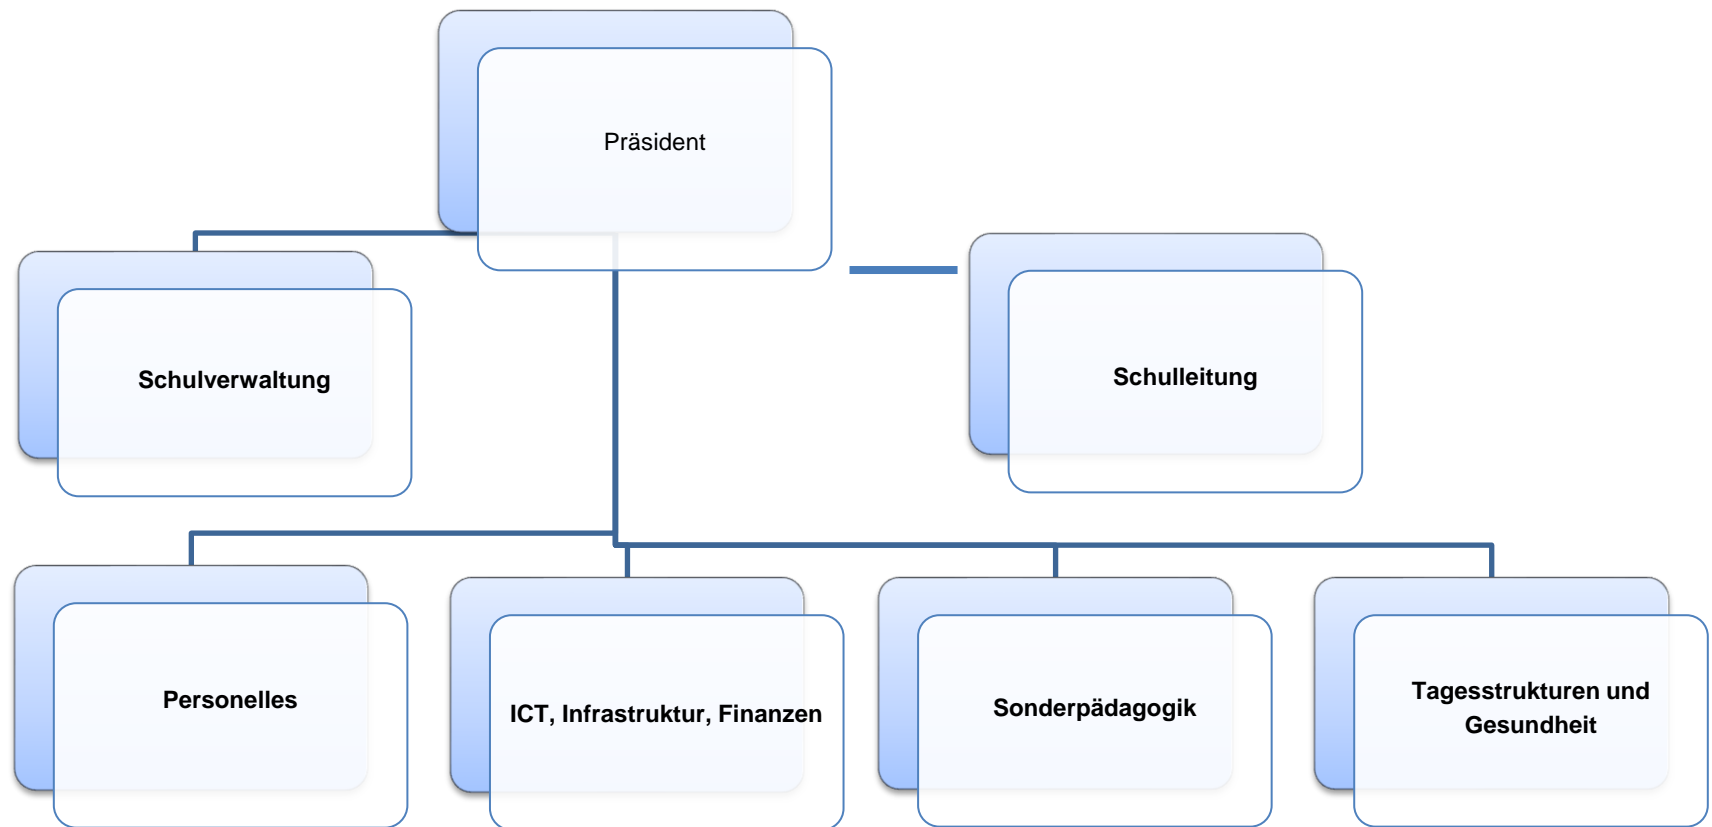 Präsident
Schulverwaltung
Schulleitung
Personelles
ICT, Infrastruktur, Finanzen
Sonderpädagogik
Tagesstrukturen und
Gesundheit